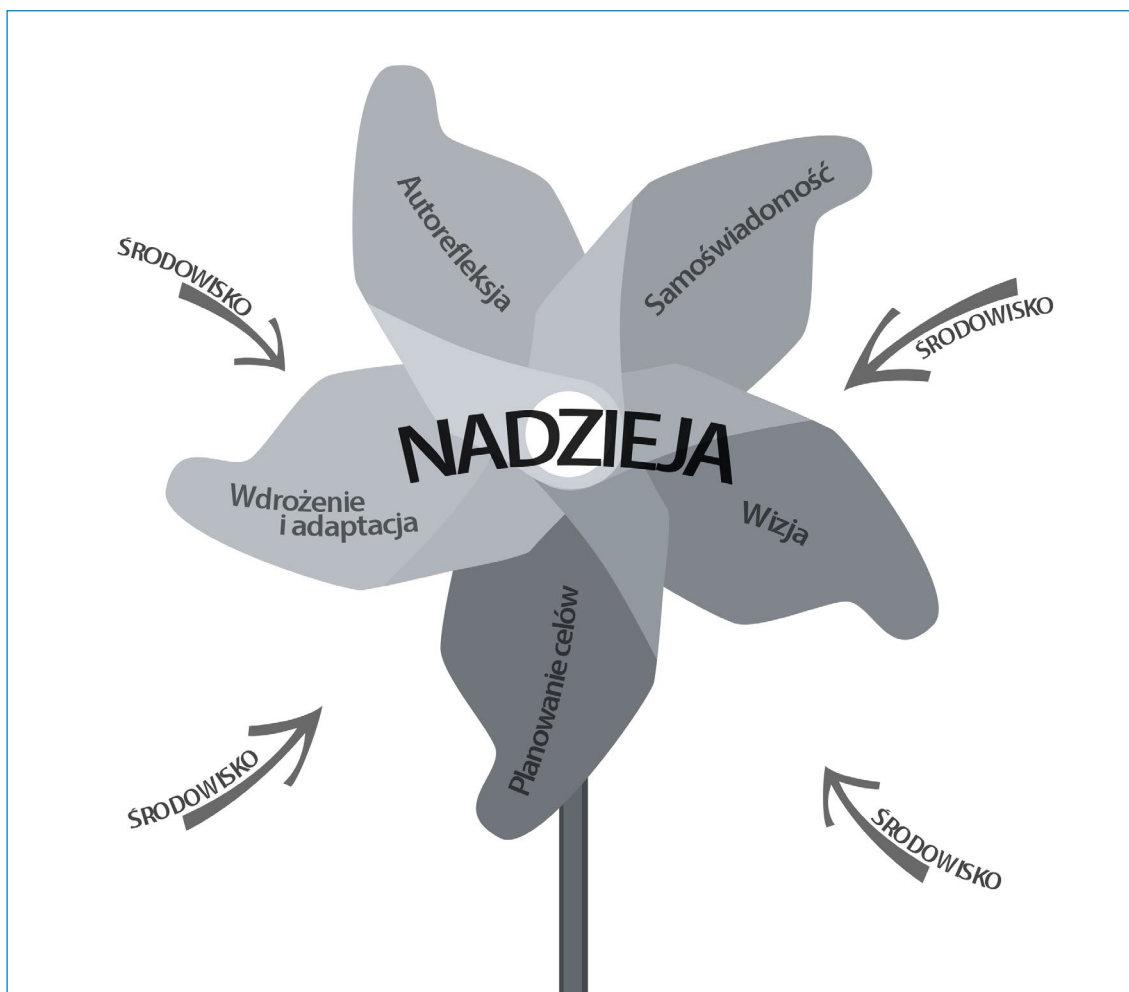 Autorefleksja
Samoświadomość
ŚRODOWISKO
ŚRODOWISKO
NADZIEJA
Wdrożenie
i adaptacja
Wizja
Planowanie celów
ŚRODOWISKO
ŚRODOWISKO